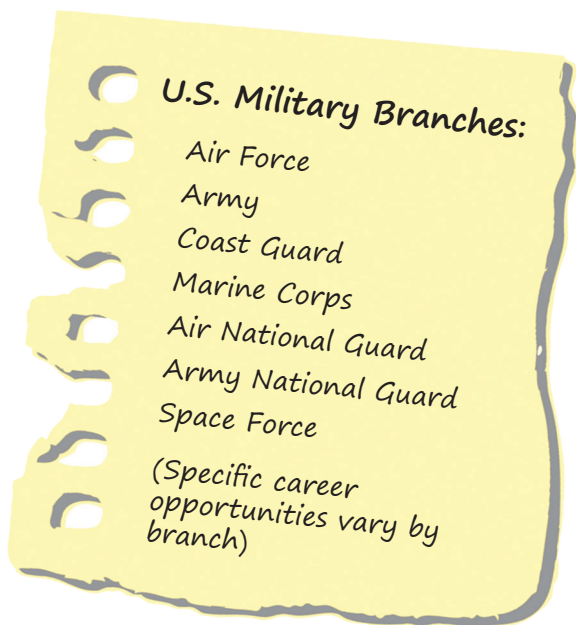 U.S. Military Branches:
Air Force
Army
Coast Guard
Marine Corps
Air National Guard
Army National Guard
Space Force
(Specific career
opportunities vary by
branch)